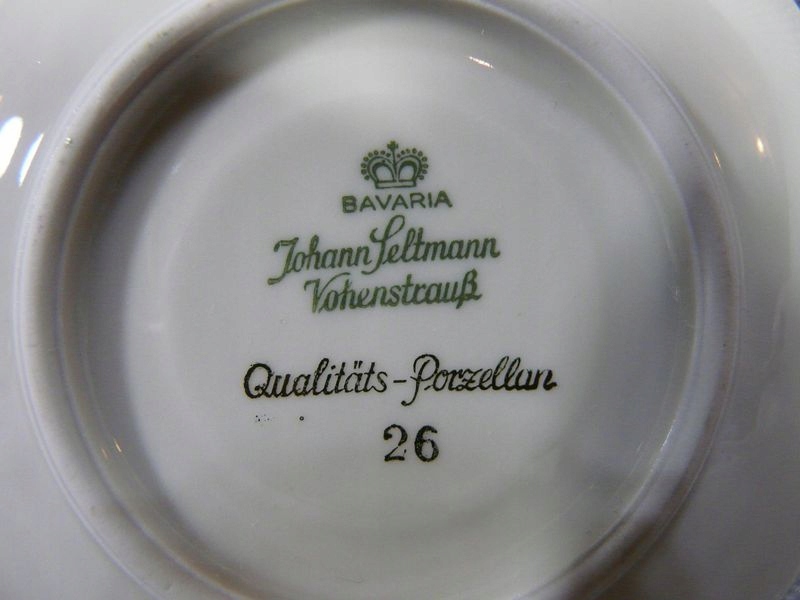 BAVARIA
Johann Seltmann
Vohenstrauß
Qualitäts-Porzellan
26